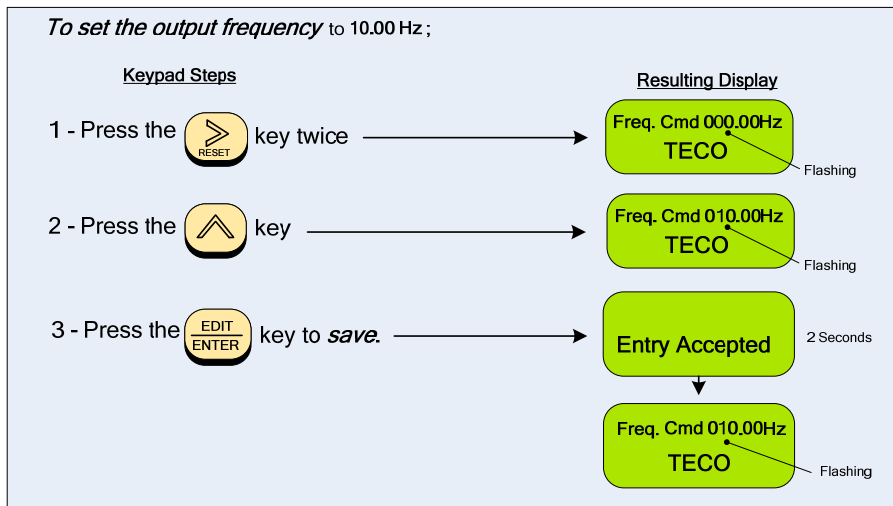 To set the output frequency to 10.00 Hz ;
Keypad Steps
Resulting Display
1 - Press the > RESET key twice
Freq. Cmd 000.00Hz
TECO
Flashing
2 - Press the key
Freq. Cmd 010.00Hz
TECO
Flashing
3 - Press the EDIT ENTER key to save.
Entry Accepted
2 Seconds
Freq. Cmd 010.00Hz
TECO
Flashing